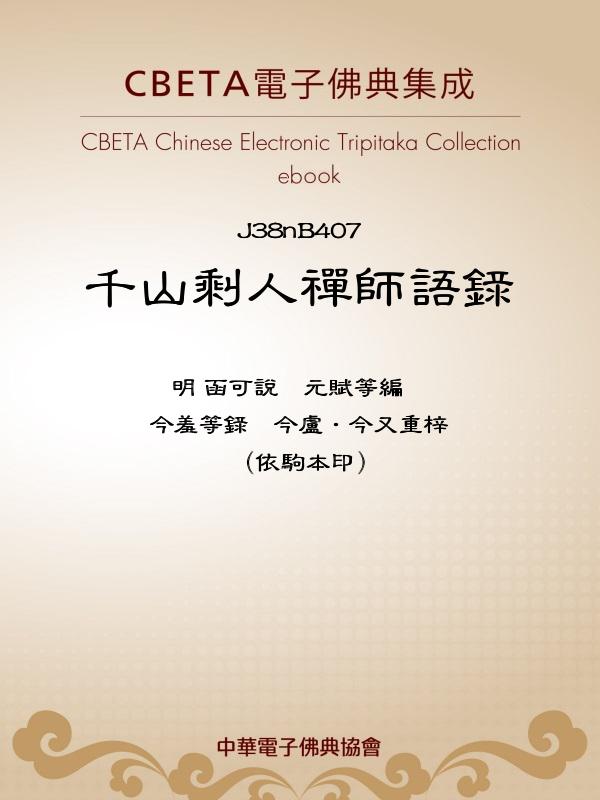 CBETA電子佛典集成
CBETA Chinese Electronic Tripitaka Collection
ebook
J38nB407
千山剩人禪師語錄
明 函可說　元賦等編
今羞等錄　今盧．今又重梓
（依駒本印）
中華電子佛典協會